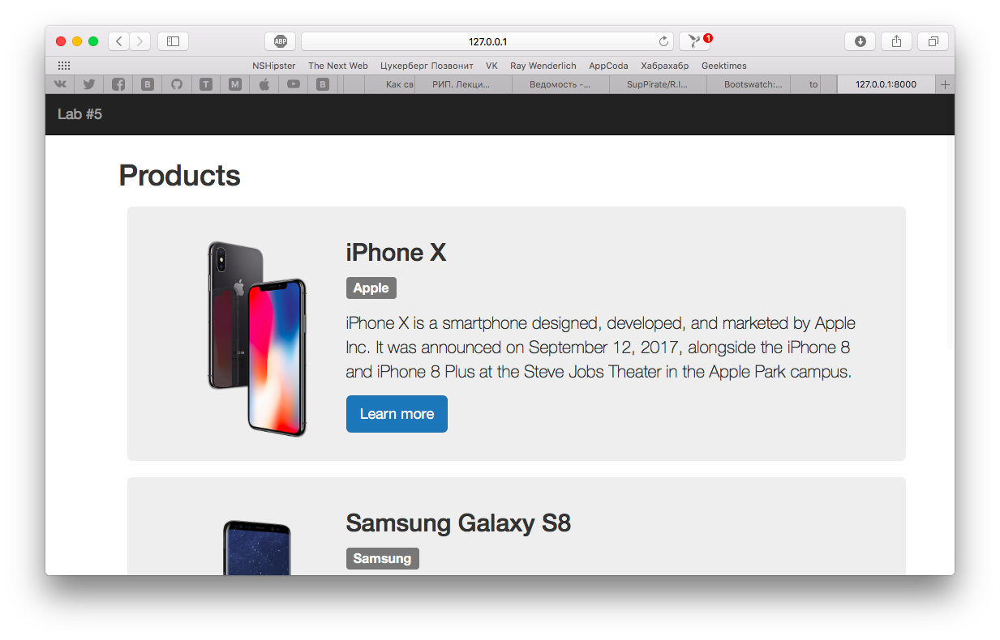 ABP
127.0.0.1
1
NSHipster The Next Web Цукерберг Позвонит VK Ray Wenderlich AppCoda Хабрахабр Geektimes
B T M B Как св РИП. Лекци... Ведомость -... SupPirate/R.I... Bootswatch:... to 127.0.0.1:8000
Lab #5
Products
iPhone X
Apple
iPhone X is a smartphone designed, developed, and marketed by Apple
Inc. It was announced on September 12, 2017, alongside the iPhone 8
and iPhone 8 Plus at the Steve Jobs Theater in the Apple Park campus.
Learn more
Samsung Galaxy S8
Samsung